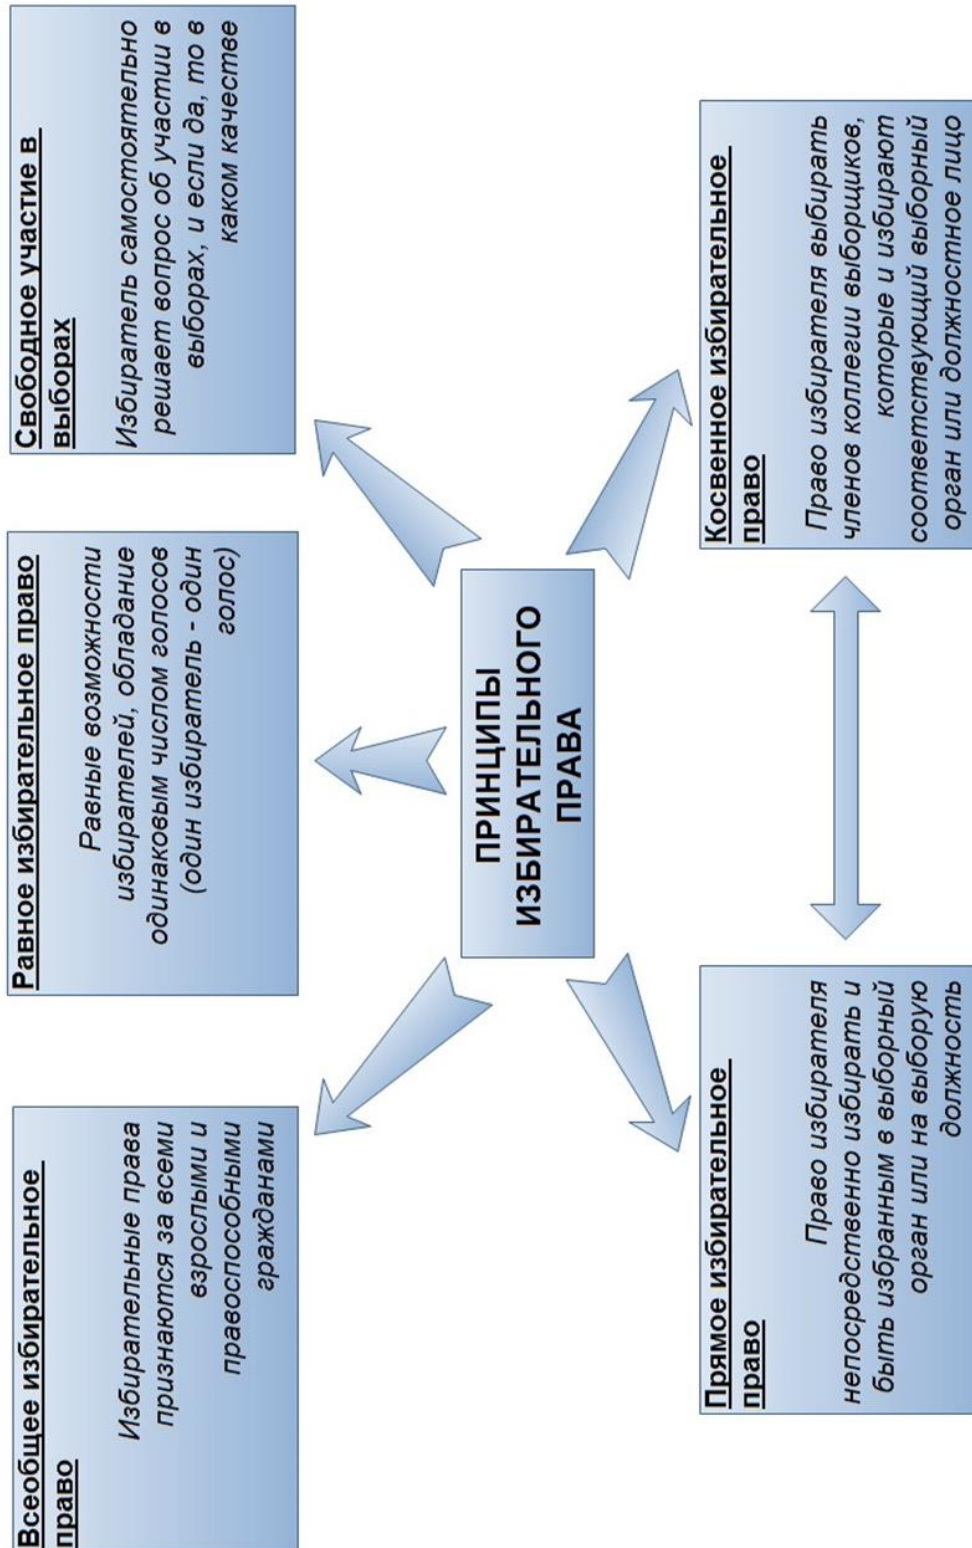 Всеобщее избирательное
право
Избирательные права
признаются за всеми
взрослыми и
правоспособными
гражданами
Равное избирательное право
Равные возможности
избирателей, обладание
одинаковым числом голосов
(один избиратель - один
голос)
Свободное участие в
выборах
Избиратель самостоятельно
решает вопрос об участии в
выборах, и если да, то в
каком качестве
ПРИНЦИПЫ
ИЗБИРАТЕЛЬНОГО
ПРАВА
Прямое избирательное
право
Право избирателя
непосредственно избирать и
быть избранным в выборный
орган или на выборую
должность
Косвенное избирательное
право
Право избирателя выбирать
членов коллегии выборщиков,
которые и избирают
соответствующий выборный
орган или должностное лицо